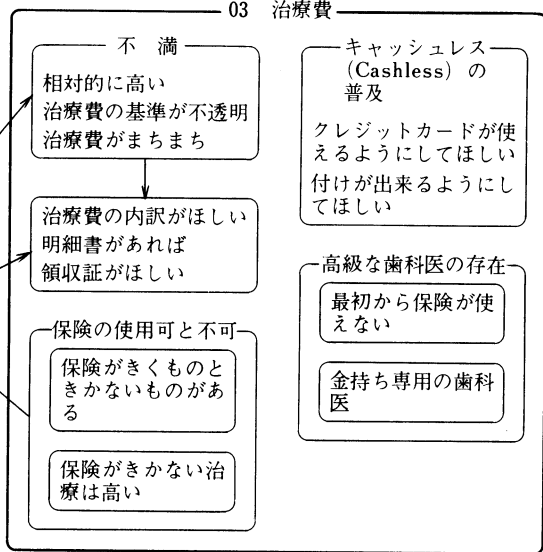 03 治療費
不 満
相対的に高い
治療費の基準が不透明
治療費がまちまち
治療費の内訳がほしい
明細書があれば
領収証がほしい
保険の使用可と不可
保険がきくものと
きかないものがあ
る
保険がきかない治
療は高い
キャッシュレス
(Cashless) の
普及
クレジットカードが使
えるようにしてほしい
付けが出来るようにし
てほしい
高級な歯科医の存在
最初から保険が使
えない
金持ち専用の歯科
医